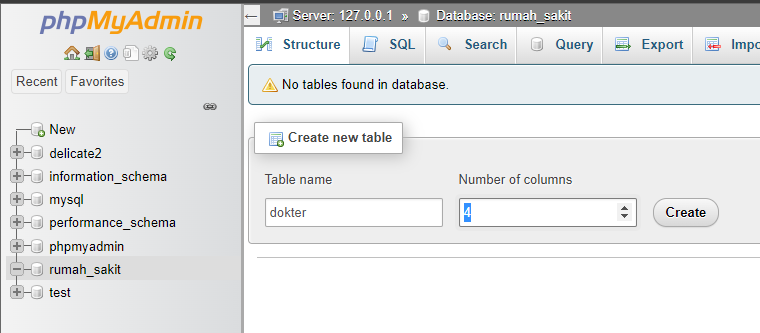 phpMyAdmin
Recent Favorites
New
delicate2
information_schema
mysql
performance_schema
phpmyadmin
rumah_sakit
test
Server: 127.0.0.1 » Database: rumah_sakit
Structure SQL Search Query Export Impo
No tables found in database.
Create new table
Table name Number of columns
dokter 4 Create